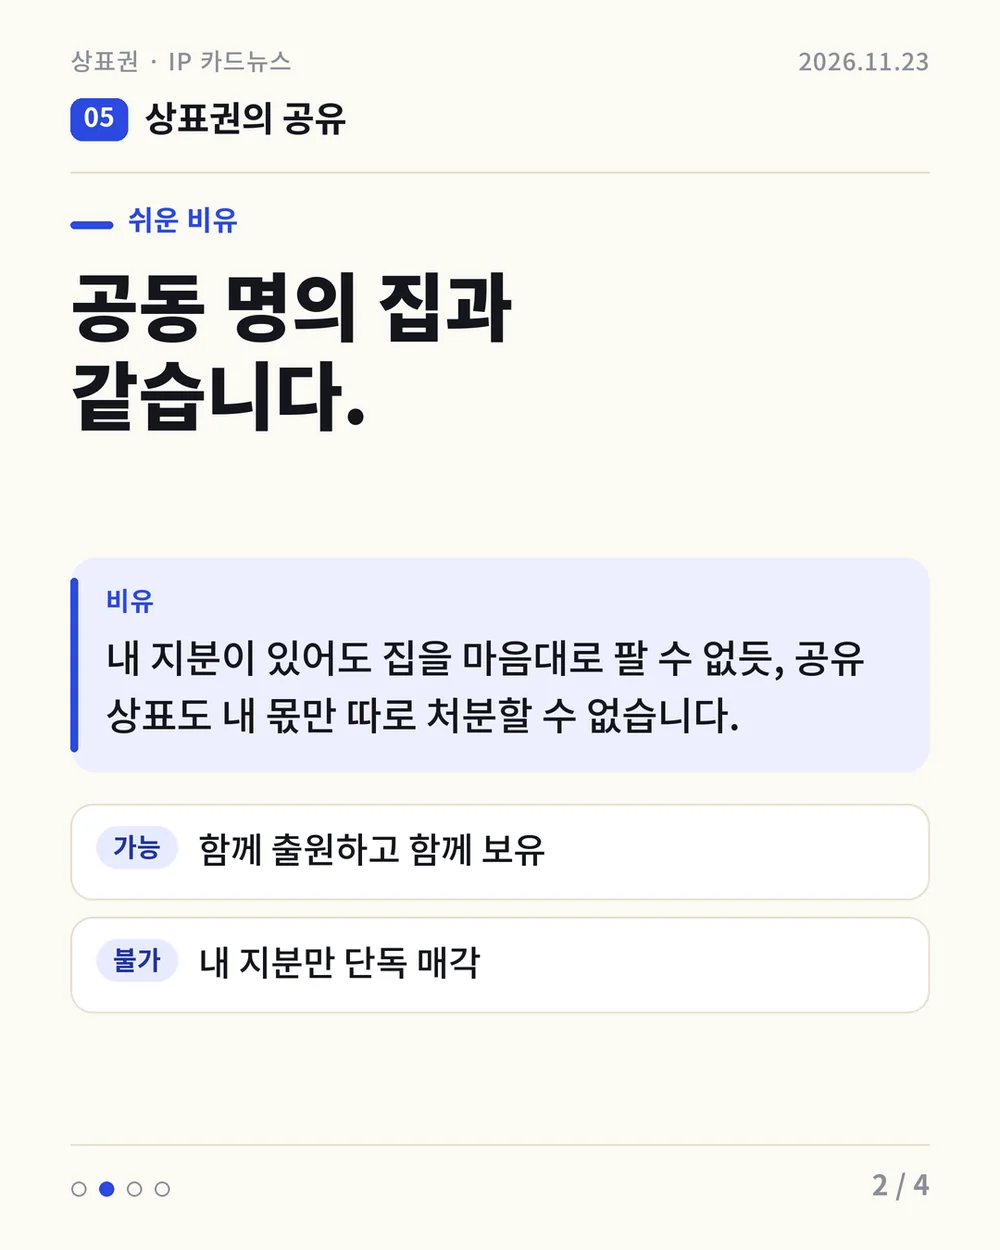 상표권 · IP 카드뉴스
2026.11.23
05 상표권의 공유
쉬운 비유
공동 명의 집과
같습니다.
비유
내 지분이 있어도 집을 마음대로 팔 수 없듯, 공유
상표도 내 몫만 따로 처분할 수 없습니다.
가능 함께 출원하고 함께 보유
불가 내 지분만 단독 매각
2 / 4